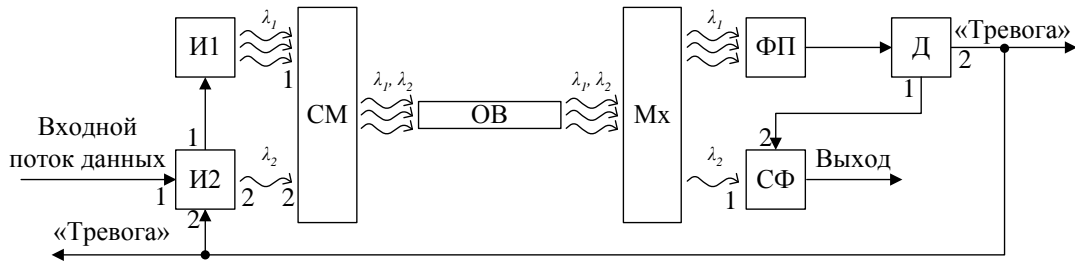 λ1
И1
1
Входной
поток данных
1
1
И2
2
λ2
2
2
«Тревога»
СМ
λ1, λ2
ОВ
λ1, λ2
Мх
λ1
ФП
Д
1
2
«Тревога»
λ2
1
2
СФ
Выход